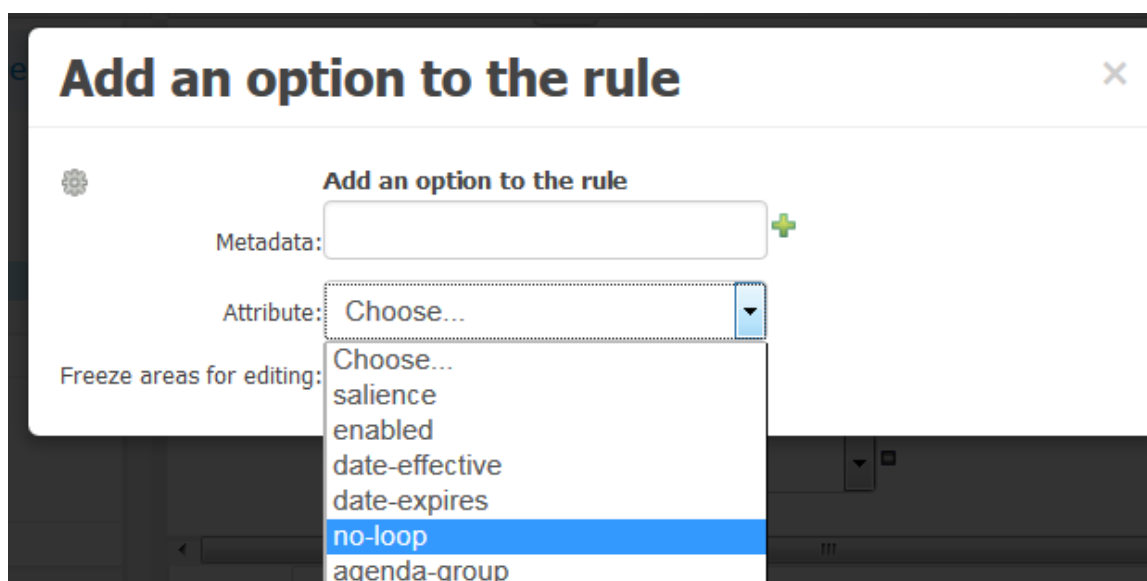 Add an option to the rule
Add an option to the rule
Metadata:
Attribute: Choose...
Freeze areas for editing:
Choose...
salience
enabled
date-effective
date-expires
no-loop
agenda-group